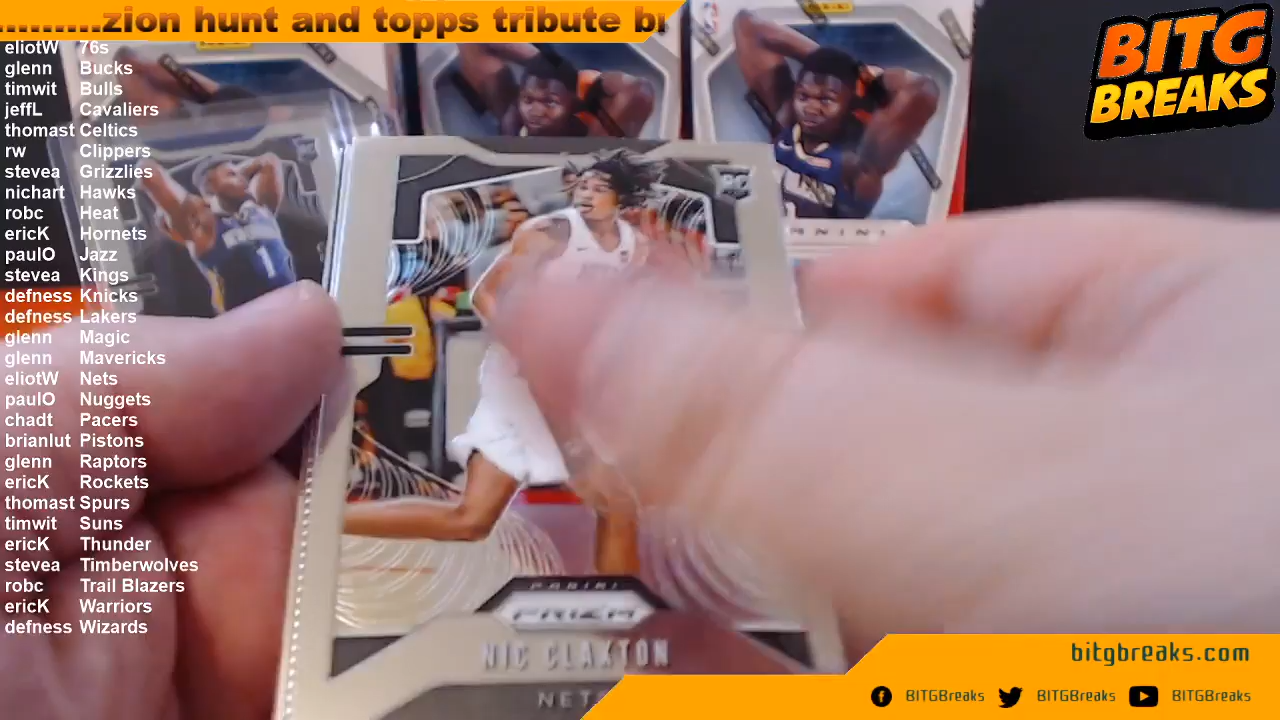 ........zion hunt and topps tribute br
BITG
BREAKS
eliotW 76s
glenn Bucks
timwit Bulls
jeffL Cavaliers
thomast Celtics
rw Clippers
stevea Grizzlies
nichart Hawks
robc Heat
ericK Hornets
paulO Jazz
stevea Kings
defness Knicks
defness Lakers
glenn Magic
glenn Mavericks
eliotW Nets
paulO Nuggets
chadt Pacers
brianlut Pistons
glenn Raptors
ericK Rockets
thomast Spurs
timwit Suns
ericK Thunder
stevea Timberwolves
robc Trail Blazers
ericK Warriors
defness Wizards
RC
1
PANINI
PANINI
PRIZM
NIC CLAXTON
NETS
bitgbreaks.com
BITGBreaks BITGBreaks BITGBreaks